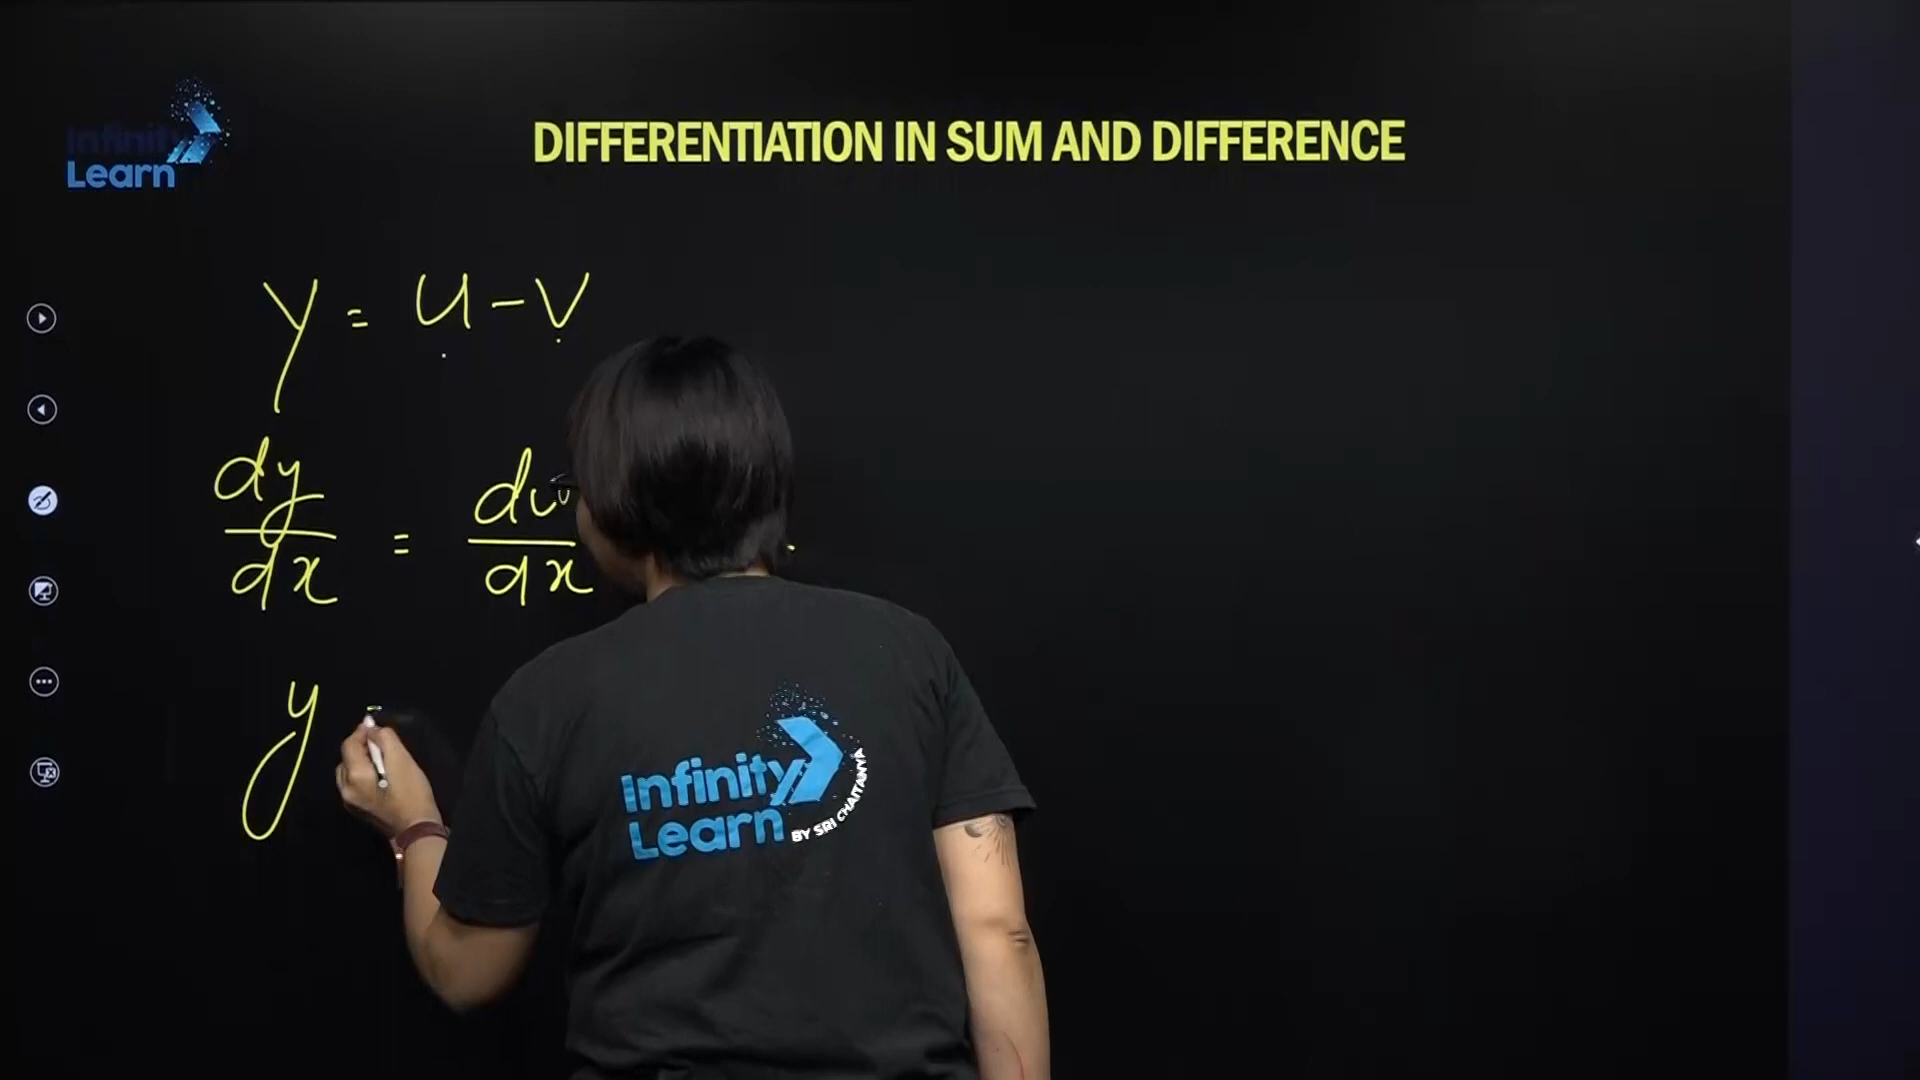 Infinity
Learn
DIFFERENTIATION IN SUM AND DIFFERENCE
y = u - v
dy/dx = du/dx
y =
Infinity
Learn
BY SRI CHAITANYA